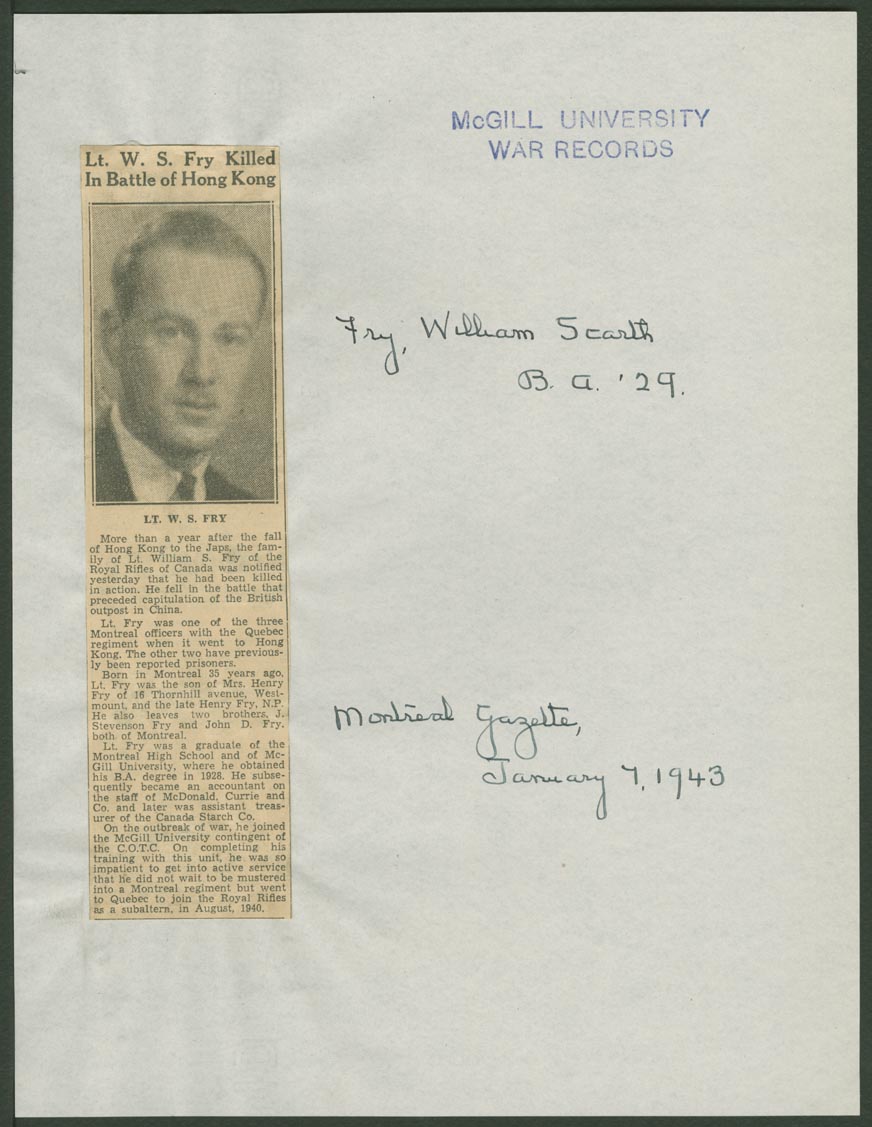 McGILL UNIVERSITY
WAR RECORDS
Lt. W. S. Fry Killed
In Battle of Hong Kong
LT. W. S. FRY
More than a year after the fall
of Hong Kong to the Japs, the fam-
ily of Lt. William S. Fry of the
Royal Rifles of Canada was notified
yesterday that he had been killed
in action. He fell in the battle that
preceded capitulation of the British
outpost in China.
Lt. Fry was one of the three
Montreal officers with the Quebec
regiment when it went to Hong
Kong. The other two have previous-
ly been reported prisoners.
Born in Montreal 35 years ago,
Lt. Fry was the son of Mrs. Henry
Fry of 16 Thornhill avenue, West-
mount, and the late Henry Fry, N.P.
He also leaves two brothers, J.
Stevenson Fry and John D. Fry,
both of Montreal.
Lt. Fry was a graduate of the
Montreal High School and of Mc-
Gill University, where he obtained
his B.A. degree in 1928. He subse-
quently became an accountant on
the staff of McDonald, Currie and
Co. and later was assistant treas-
urer of the Canada Starch Co.
On the outbreak of war, he joined
the McGill University contingent of
the C.O.T.C. On completing his
training with this unit, he was so
impatient to get into active service
that he did not wait to be mustered
into a Montreal regiment but went
to Quebec to join the Royal Rifles
as a subaltern, in August, 1940.
Fry, William Scarth
B. A. '29.
Montreal Gazette,
January 7, 1943